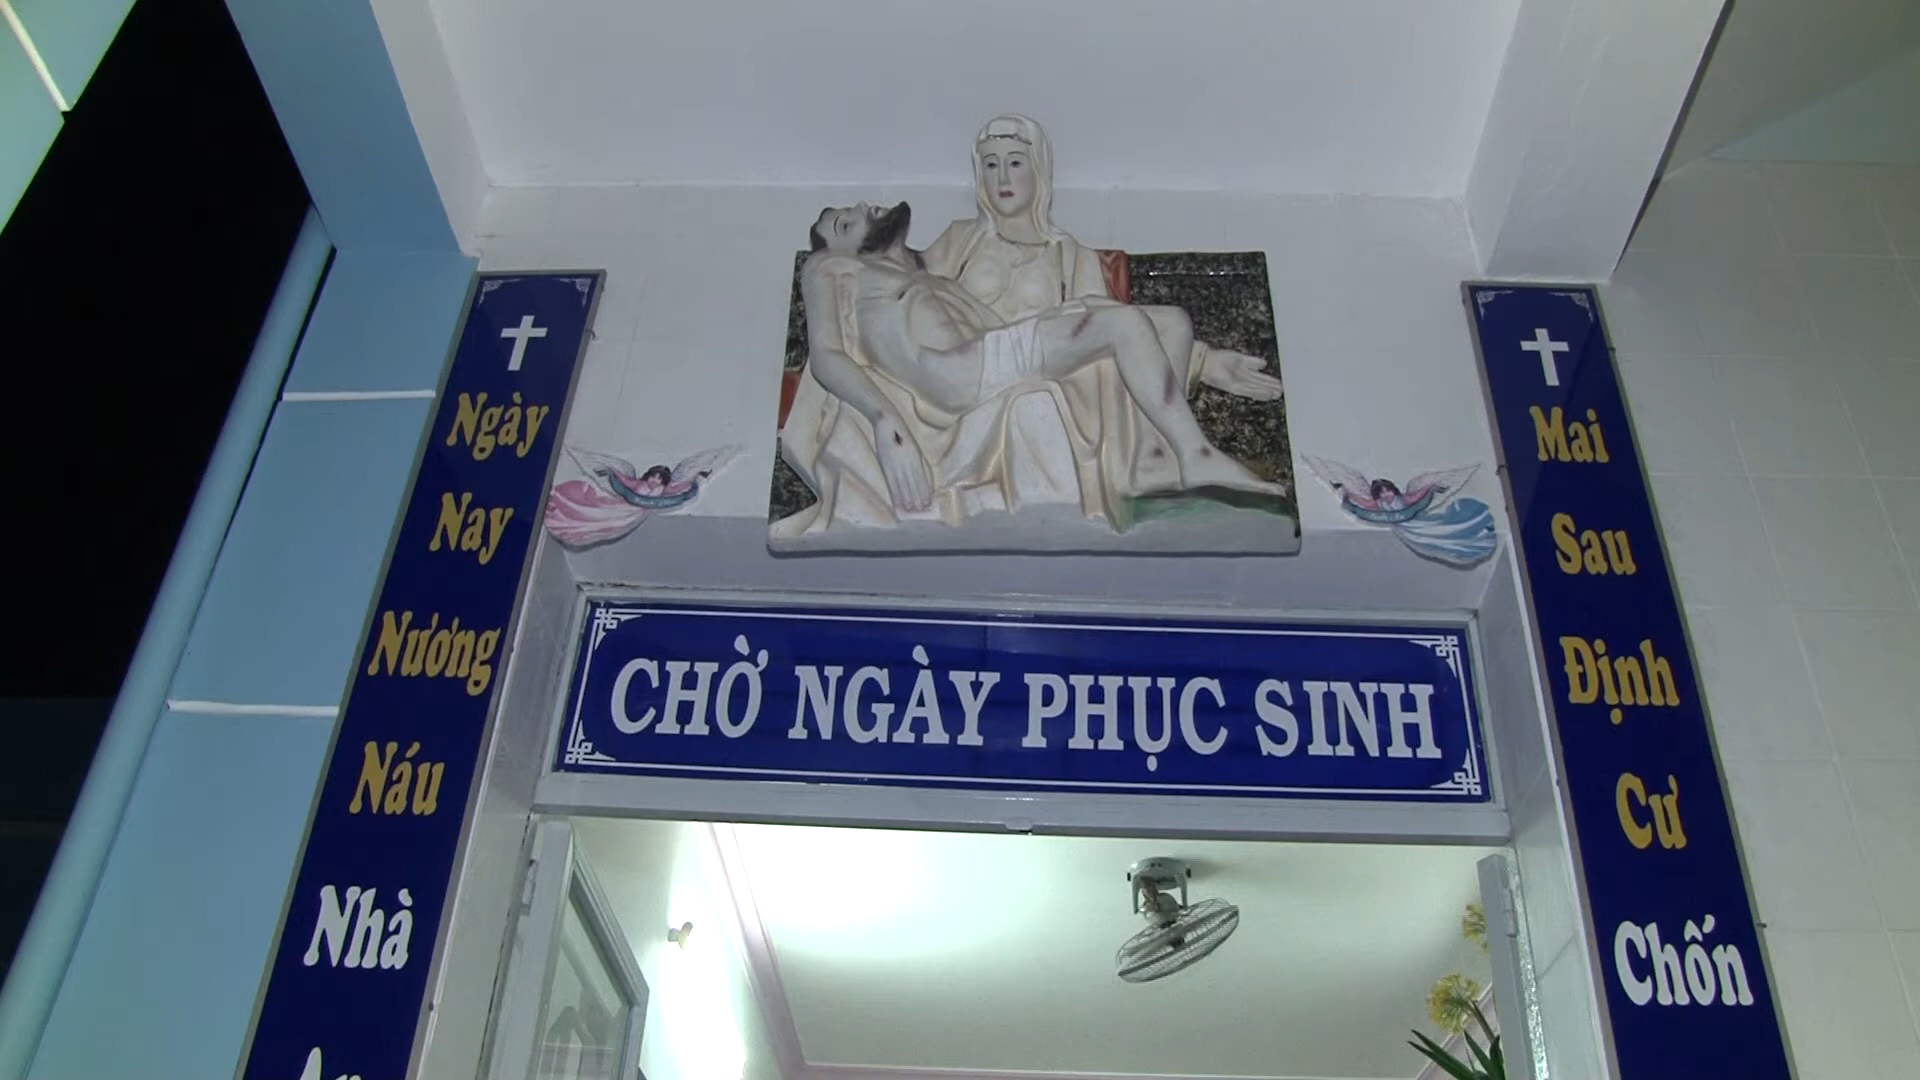 Ngày
Nay
Nương
Náu
Nhà
CHỜ NGÀY PHỤC SINH
Mai
Sau
Định
Cư
Chốn